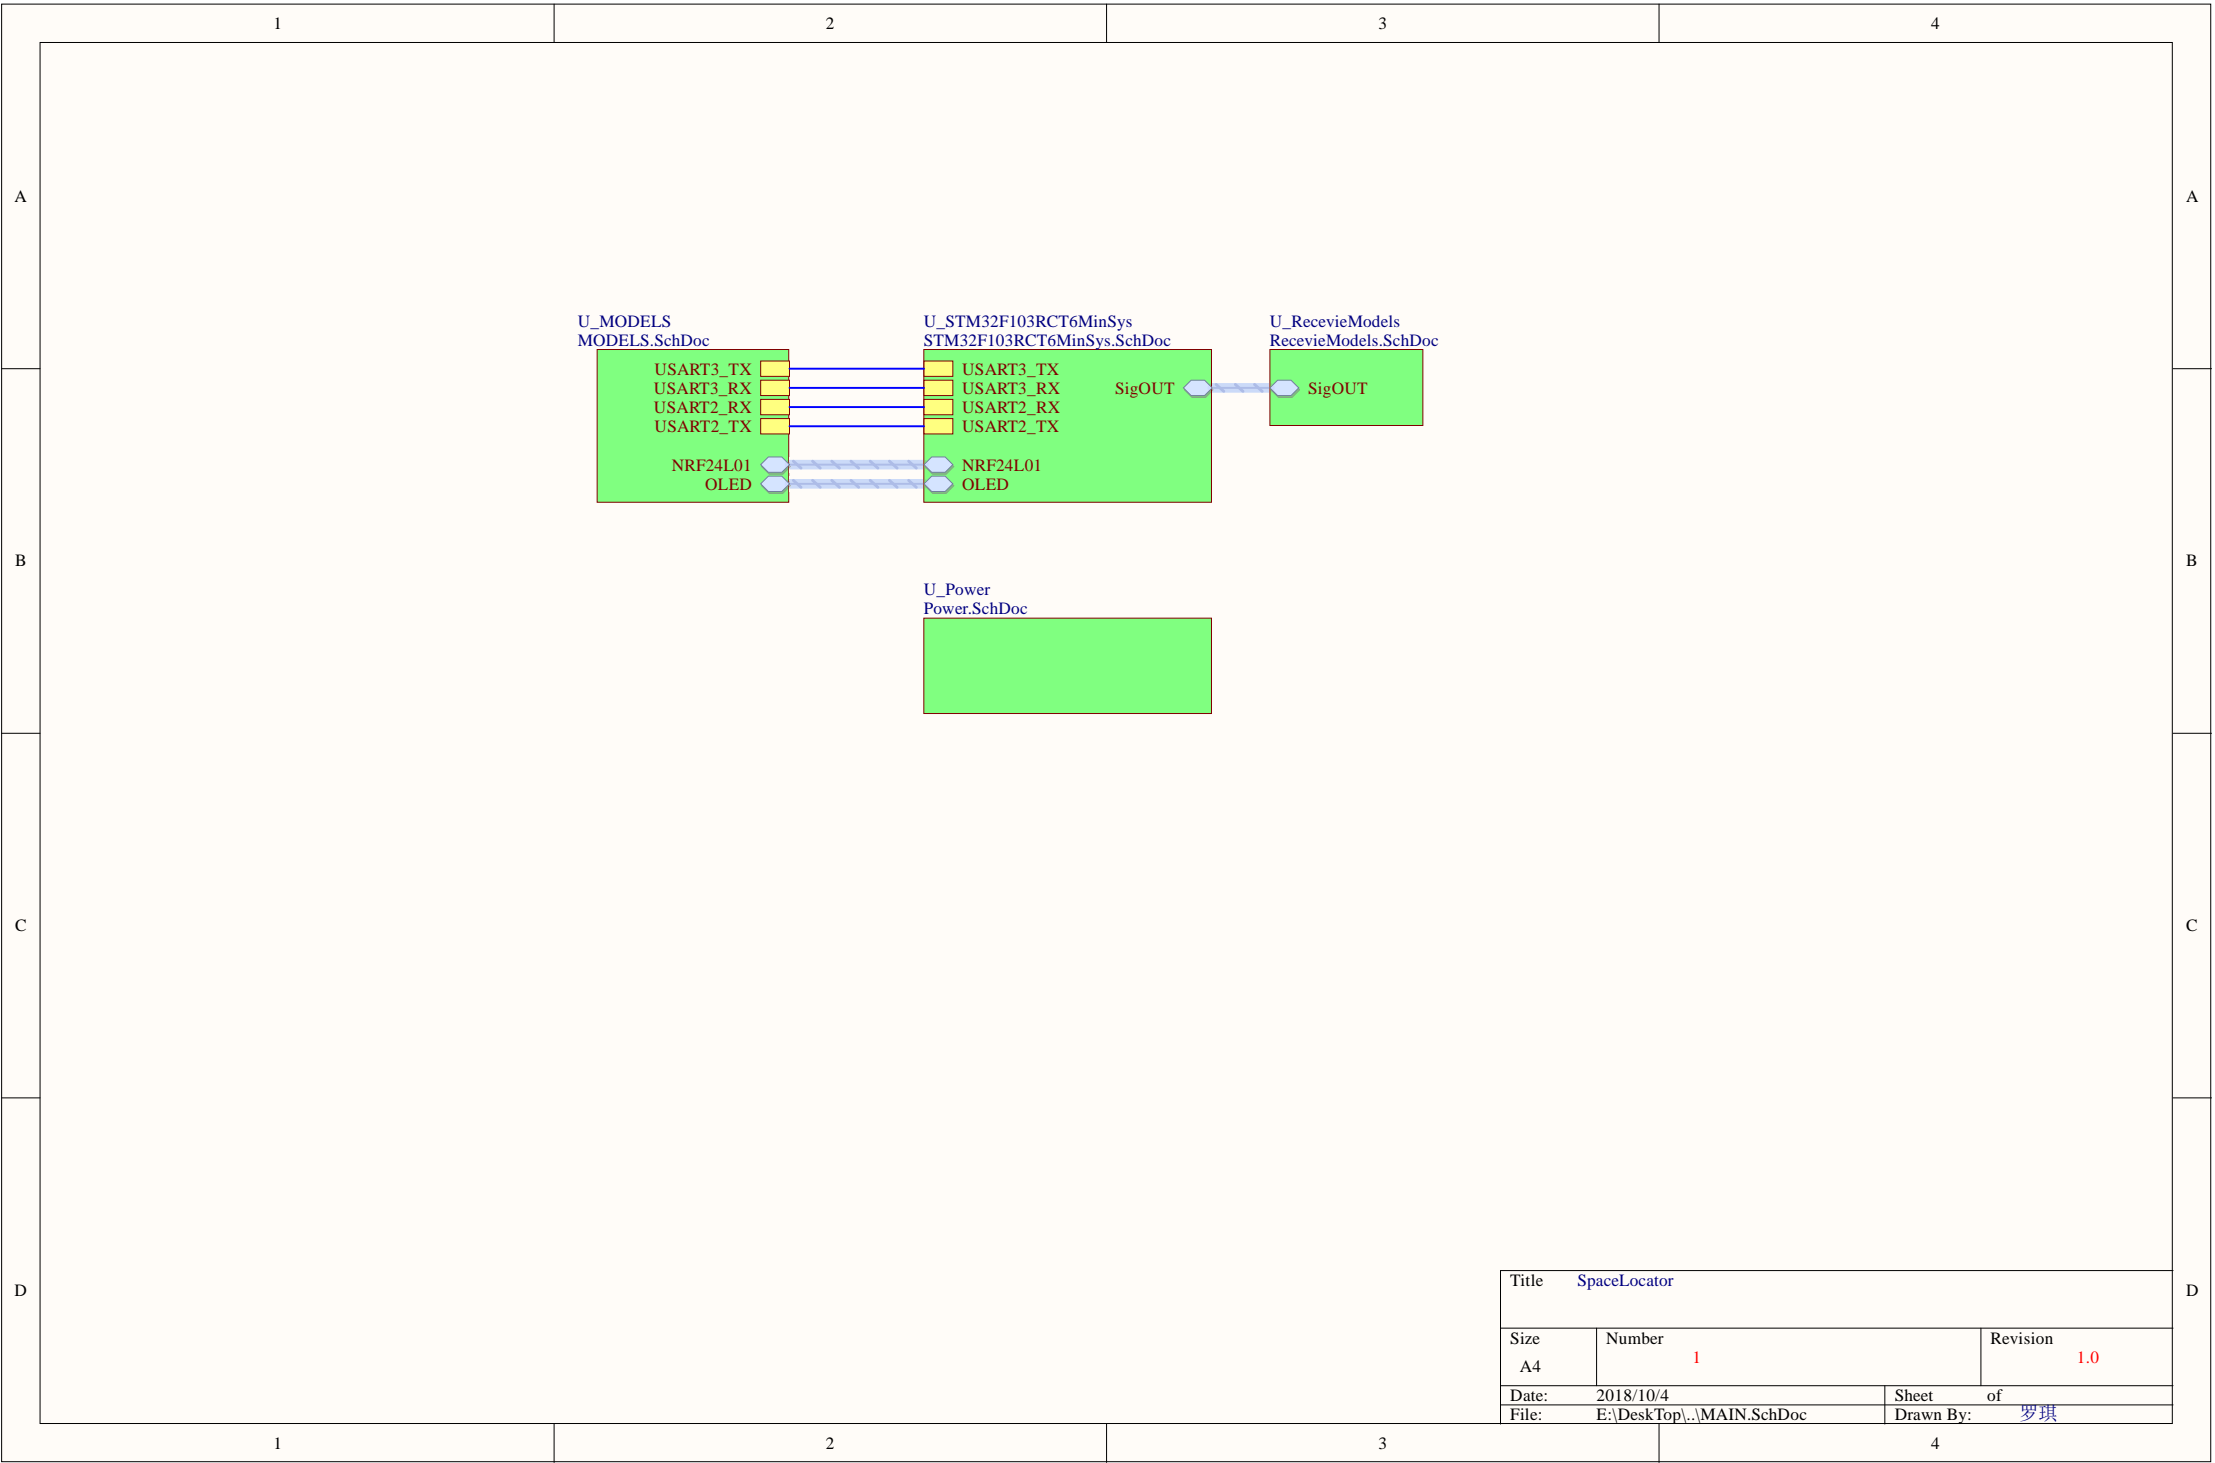 1 2 3 4
A A
U_MODELS U_STM32F103RCT6MinSys U_RecevieModels
MODELS.SchDoc STM32F103RCT6MinSys.SchDoc RecevieModels.SchDoc
USART3_TX USART3_TX
USART3_RX USART3_RX SigOUT SigOUT
USART2_RX USART2_RX
USART2_TX USART2_TX
NRF24L01 NRF24L01
OLED OLED
B B
U_Power
Power.SchDoc
C C
D D
Title SpaceLocator
Size Number Revision
A4 1 1.0
Date: 2018/10/4 Sheet of
File: E:\DeskTop\..\MAIN.SchDoc Drawn By: 罗琪
1 2 3 4